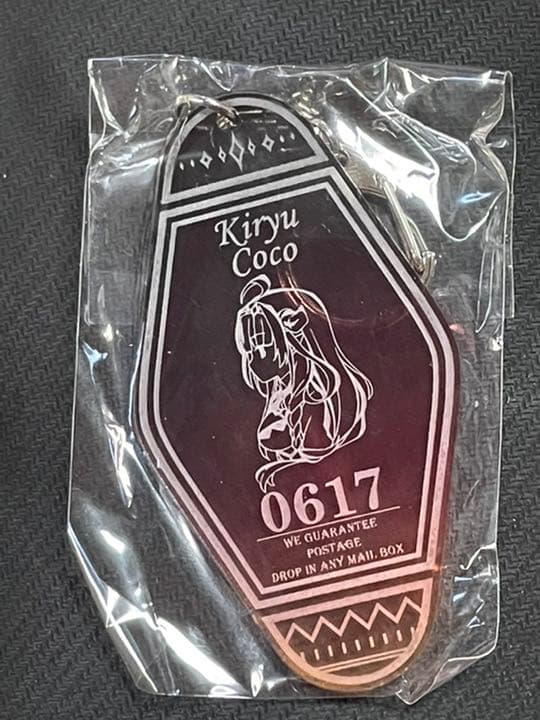 Kiryu
Coco
0617
WE GUARANTEE
POSTAGE
DROP IN ANY MAIL BOX